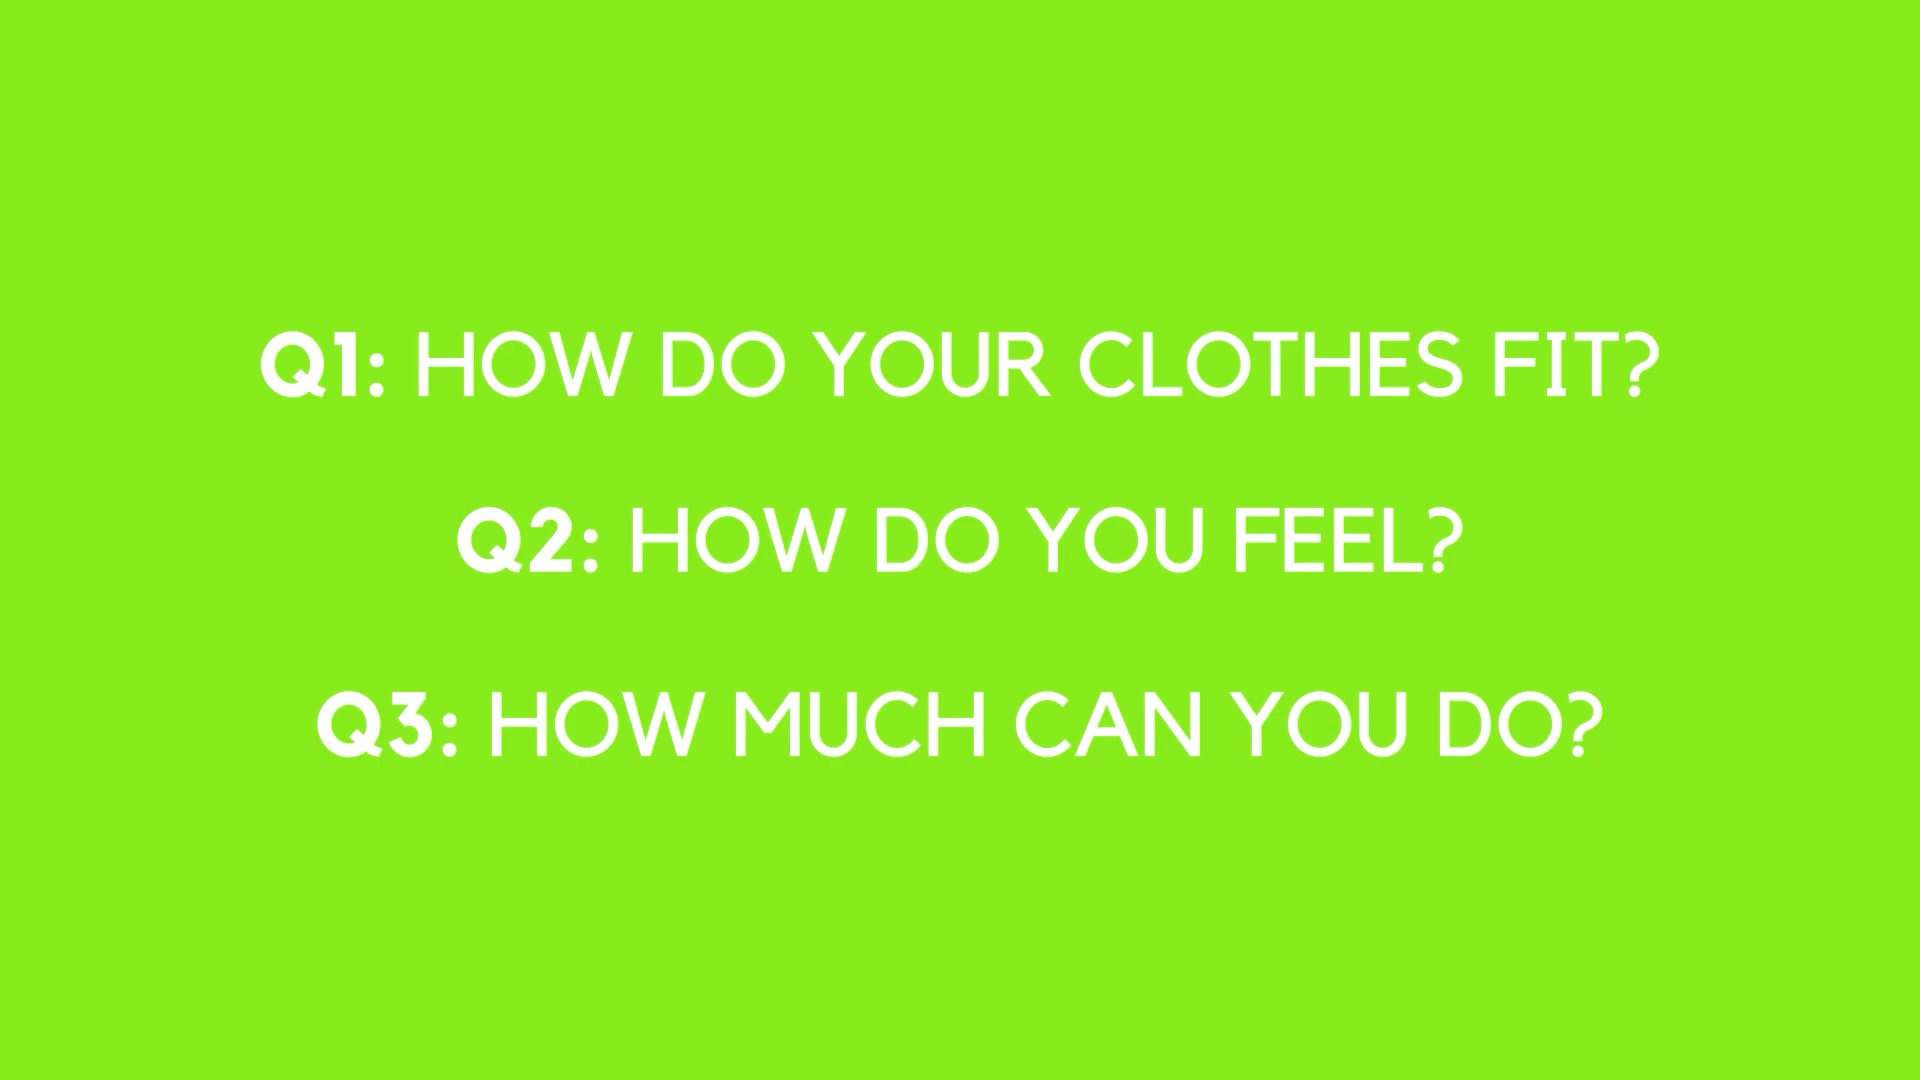 Q1: HOW DO YOUR CLOTHES FIT?
Q2: HOW DO YOU FEEL?
Q3: HOW MUCH CAN YOU DO?